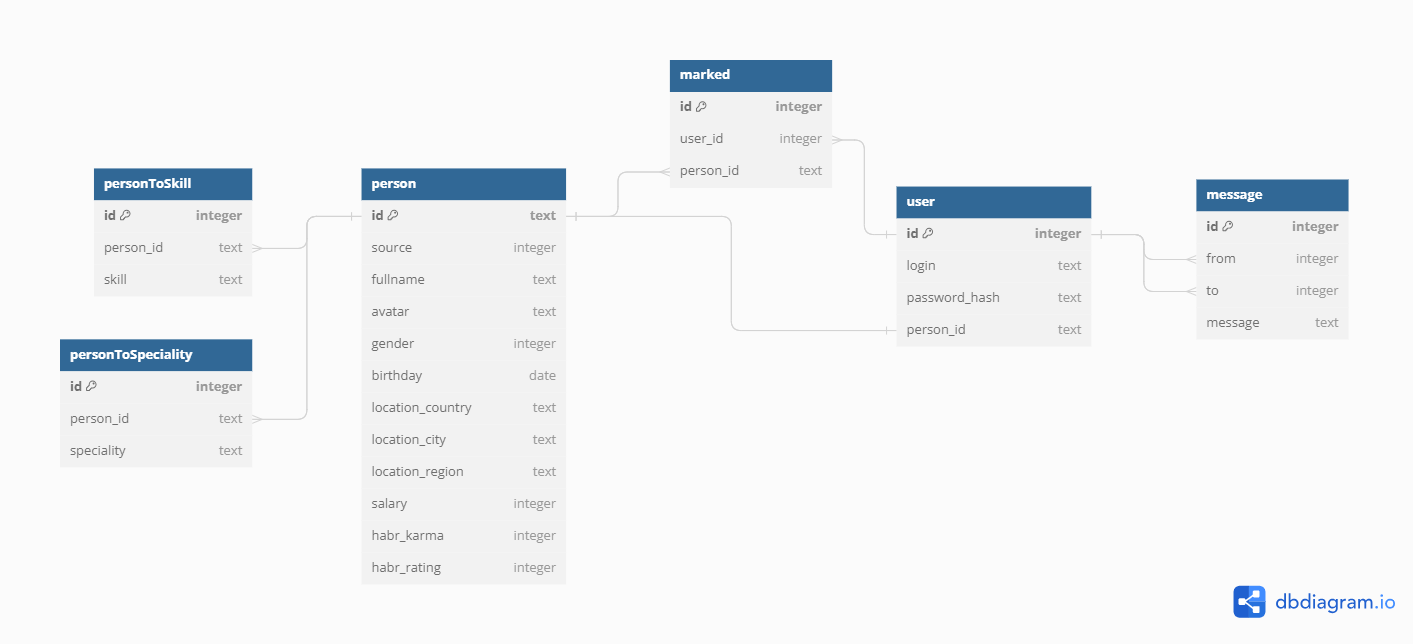 marked
id integer
user_id integer
person_id text
personToSkill
id integer
person_id text
skill text
personToSpeciality
id integer
person_id text
speciality text
person
id text
source integer
fullname text
avatar text
gender integer
birthday date
location_country text
location_city text
location_region text
salary integer
habr_karma integer
habr_rating integer
user
id integer
login text
password_hash text
person_id text
message
id integer
from integer
to integer
message text
dbdiagram.io